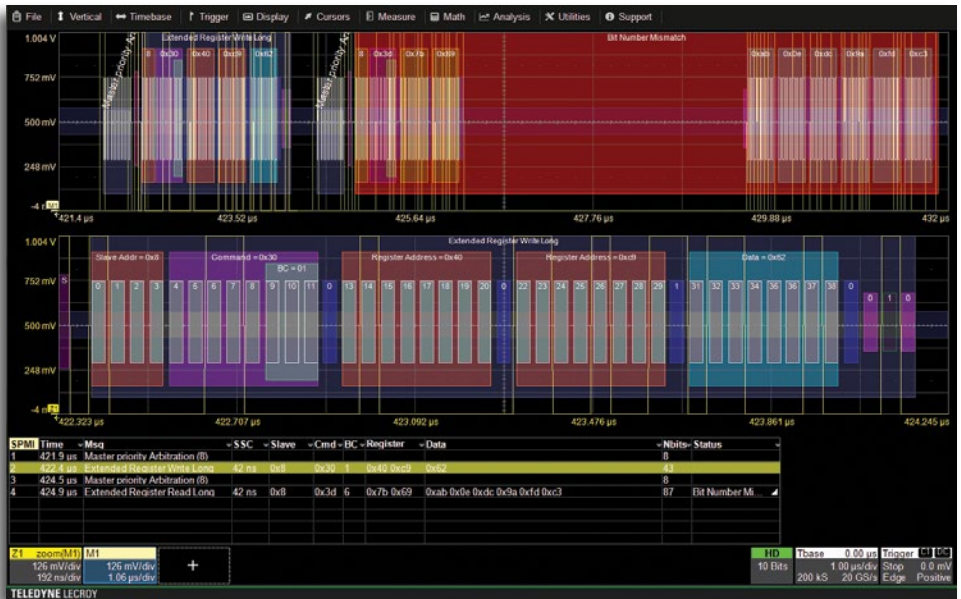 File Vertical Timebase Trigger Display Cursors Measure Math Analysis Utilities Support
1.004 V
Extended Register Write Long
Bit Number Mismatch
Master priority Ar
8 0x30 0x40 0xc9 0x62
Master priority Ar
8 0x3d 0x7b 0x69
0xab 0x0e 0xdc 0x9a 0xfd 0xc3
752 mV
500 mV
248 mV
M1
421.4 µs 423.52 µs 425.64 µs 427.76 µs 429.88 µs 432 µs
1.004 V
Extended Register Write Long
Slave Addr = 0x8 Command = 0x30 Register Address = 0x40 Register Address = 0xc9 Data = 0x62
BC = 01
752 mV
S 0 1 2 3 4 5 6 7 8 9 10 11 0 13 14 15 16 17 18 19 20 0 22 23 24 25 26 27 28 29 1 31 32 33 34 35 36 37 38 0 0 1 0
500 mV
248 mV
Z1
422.323 µs 422.707 µs 423.092 µs 423.476 µs 423.861 µs 424.245 µs
SPMI Time Msg SSC Slave Cmd BC Register Data Nbits Status
1 421.9 µs Master priority Arbitration (8) 8
2 422.4 µs Extended Register Write Long 42 ns 0x8 0x30 1 0x40 0xc9 0x62 43
3 424.5 µs Master priority Arbitration (8) 8
4 424.9 µs Extended Register Read Long 42 ns 0x8 0x3d 6 0x7b 0x69 0xab 0x0e 0xdc 0x9a 0xfd 0xc3 87 Bit Number Mi...
Z1 zoom(M1) M1
126 mV/div 126 mV/div
192 ns/div 1.06 µs/div
+
HD Tbase 0.00 µs Trigger C1 DC
10 Bits 1.00 µs/div Stop 0.0 mV
200 kS 20 GS/s Edge Positive
TELEDYNE LECROY